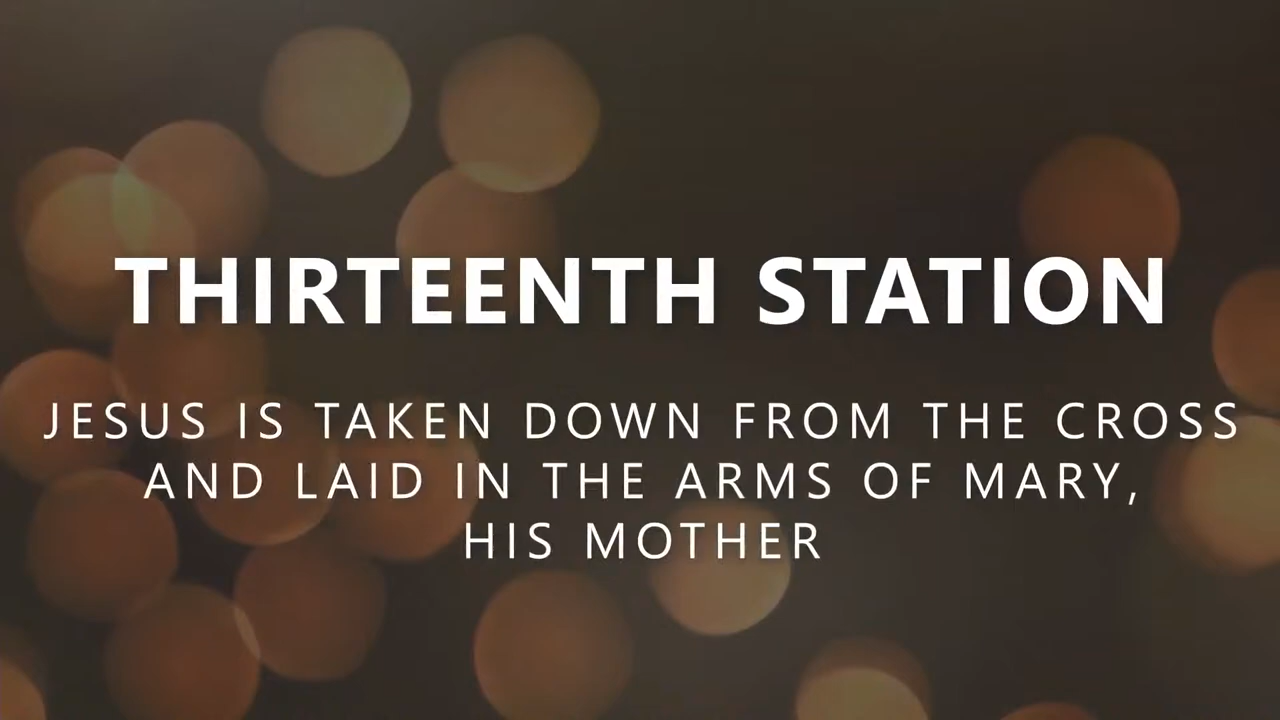 THIRTEENTH STATION
JESUS IS TAKEN DOWN FROM THE CROSS
AND LAID IN THE ARMS OF MARY,
HIS MOTHER